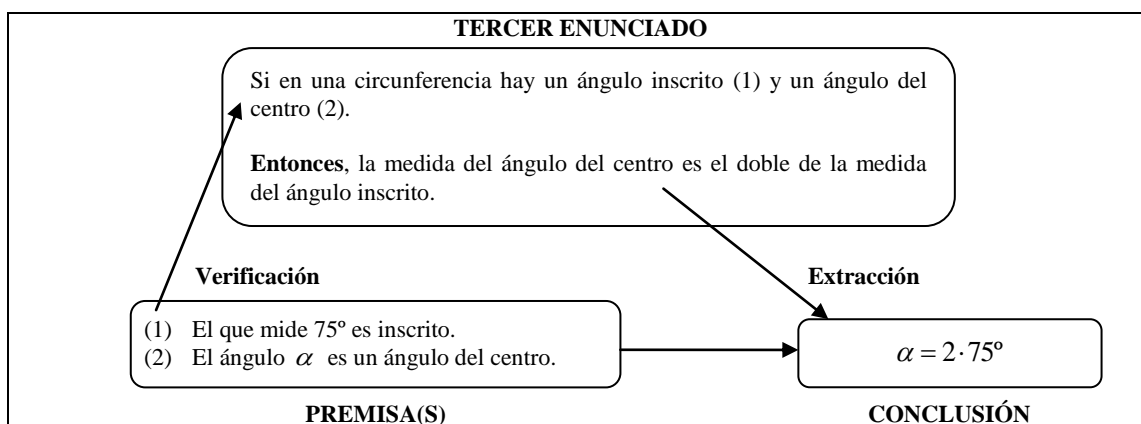 TERCER ENUNCIADO
Si en una circunferencia hay un ángulo inscrito (1) y un ángulo del
centro (2).
Entonces, la medida del ángulo del centro es el doble de la medida
del ángulo inscrito.
Verificación
Extracción
(1) El que mide 75º es inscrito.
(2) El ángulo α es un ángulo del centro.
α = 2·75º
PREMISA(S)
CONCLUSIÓN